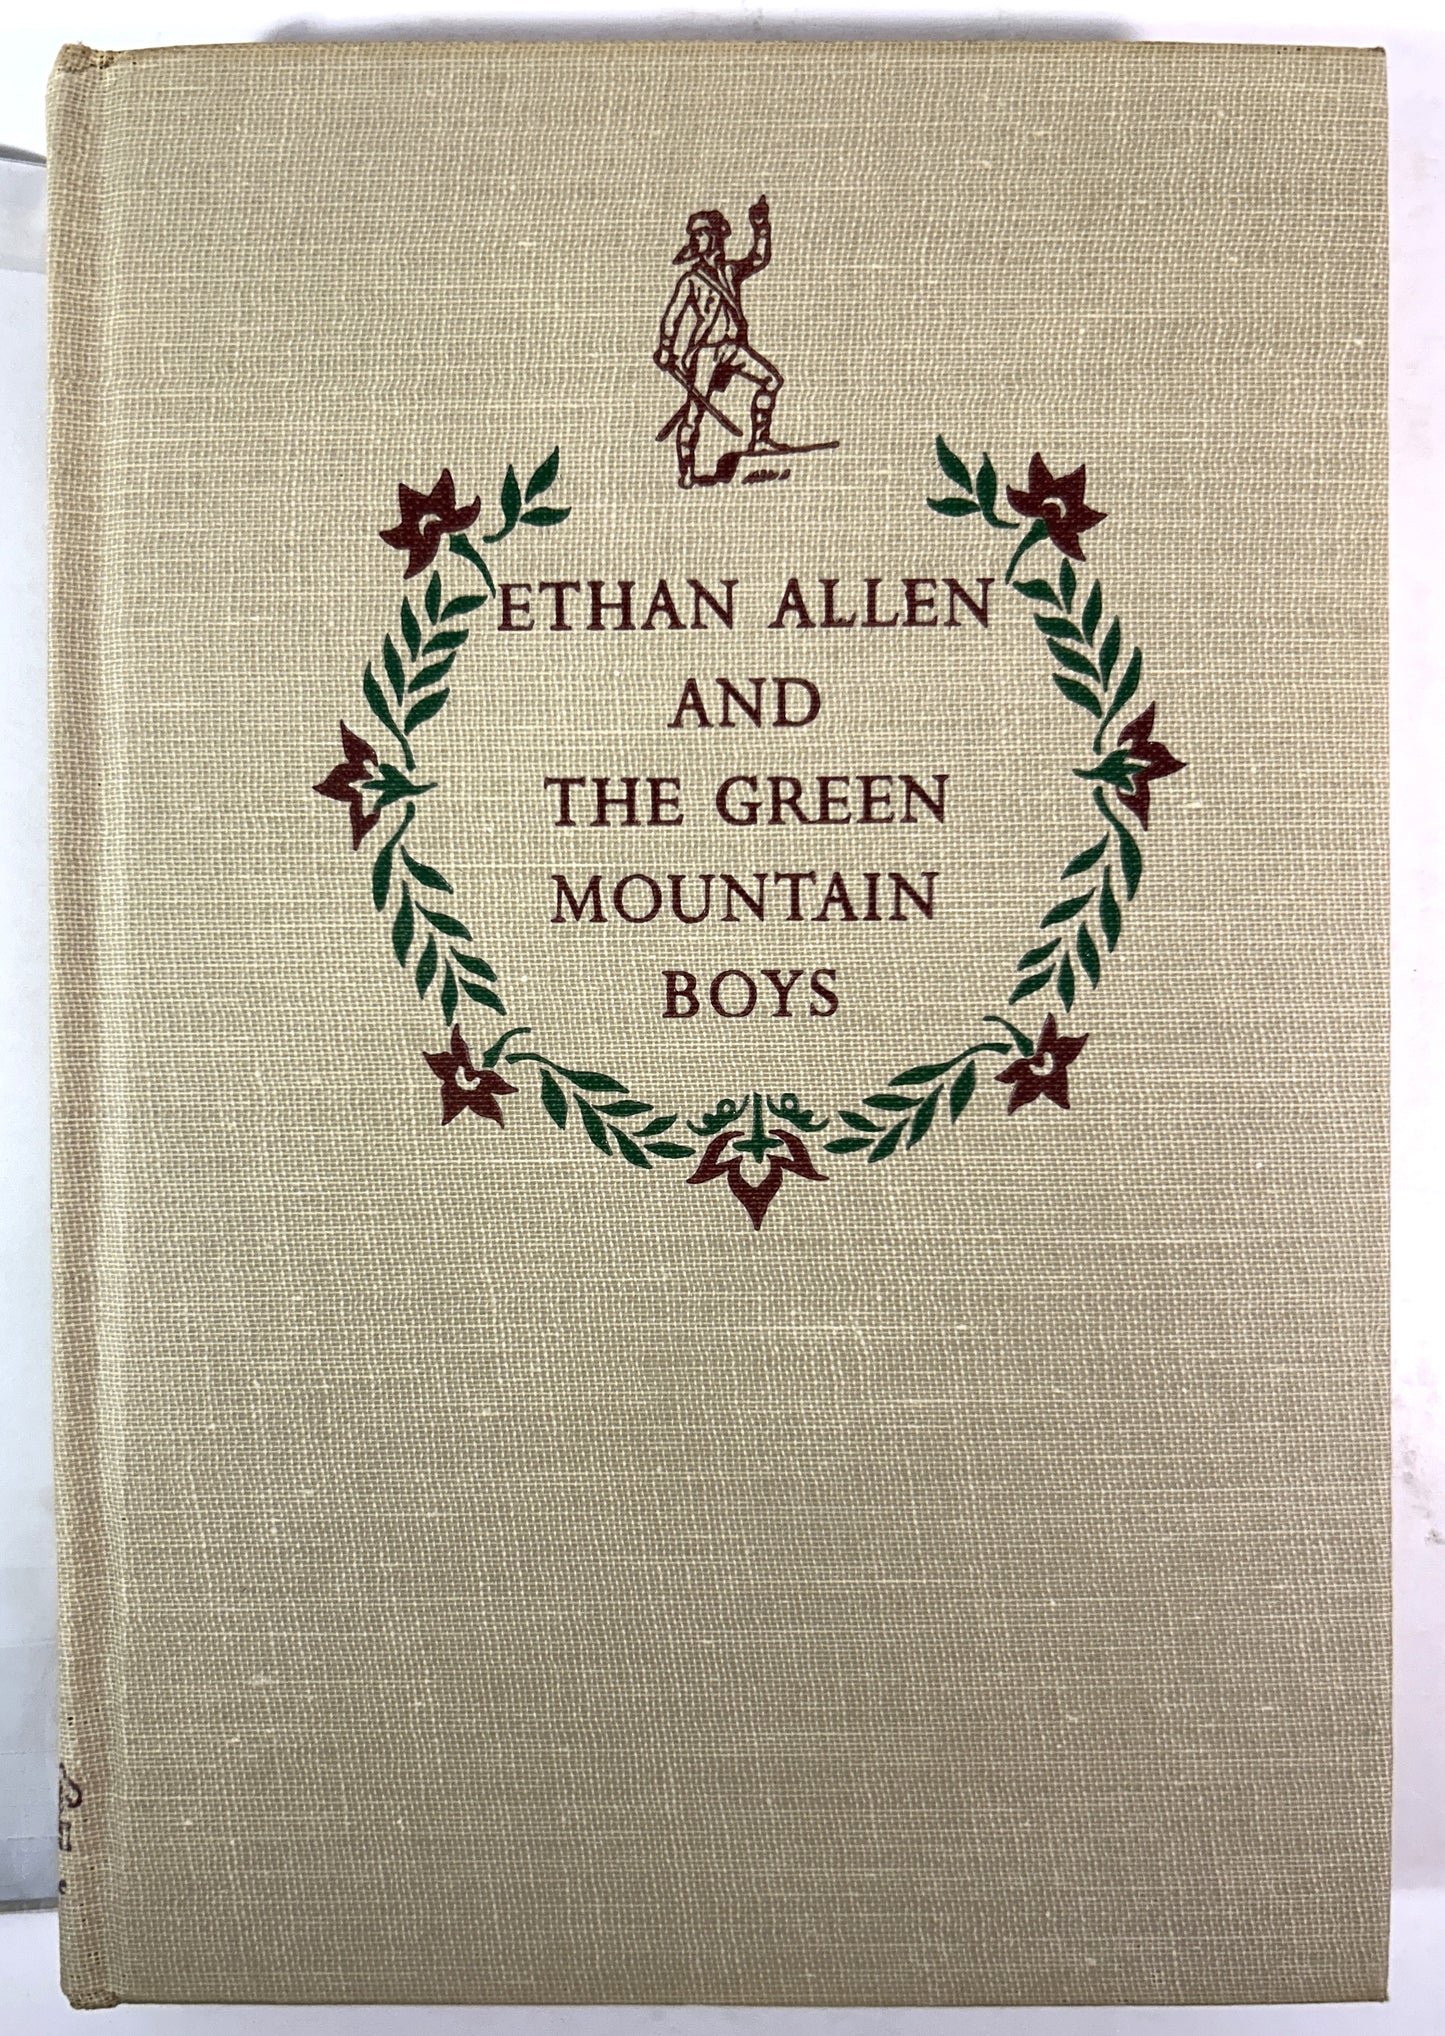 ETHAN ALLEN
AND
THE GREEN
MOUNTAIN
BOYS